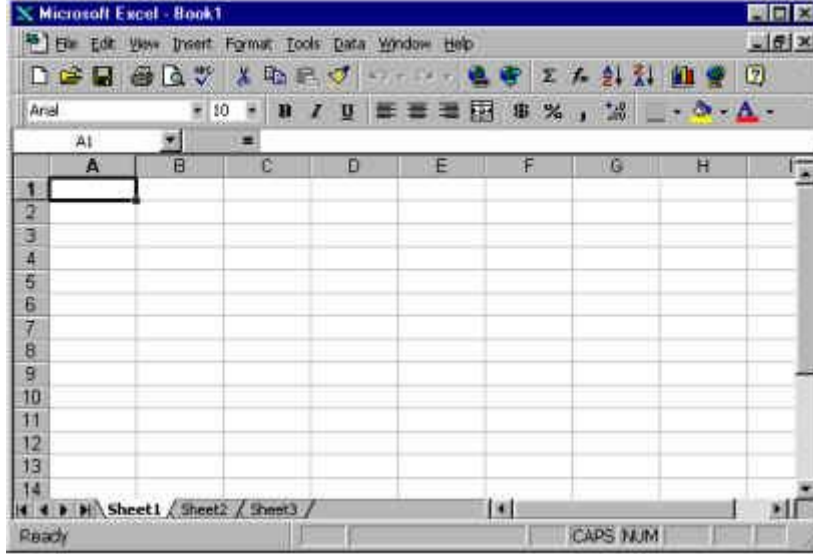 Microsoft Excel - Book1
File Edit View Insert Format Tools Data Window Help
Arial 10 B I U $ % ,
A1 =
A B C D E F G H I
1
2
3
4
5
6
7
8
9
10
11
12
13
14
Sheet1 Sheet2 Sheet3
Ready CAPS NUM